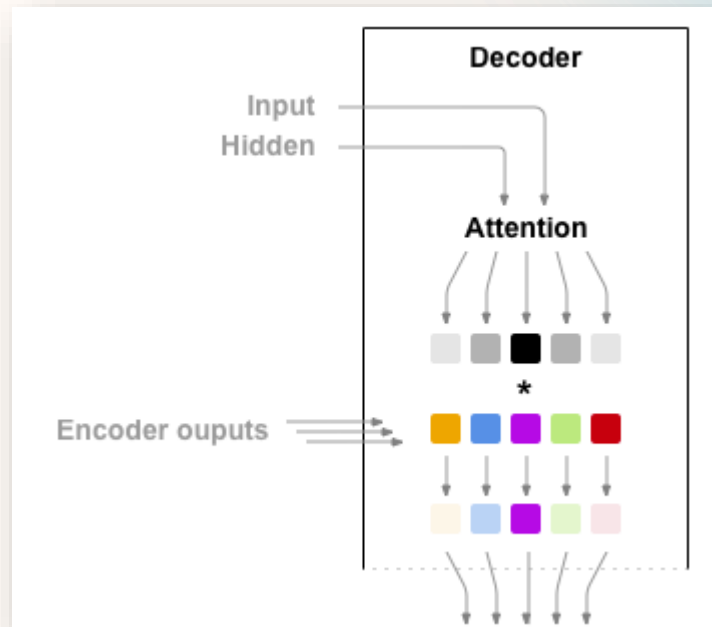 Decoder
Input
Hidden
Attention
*
Encoder ouputs